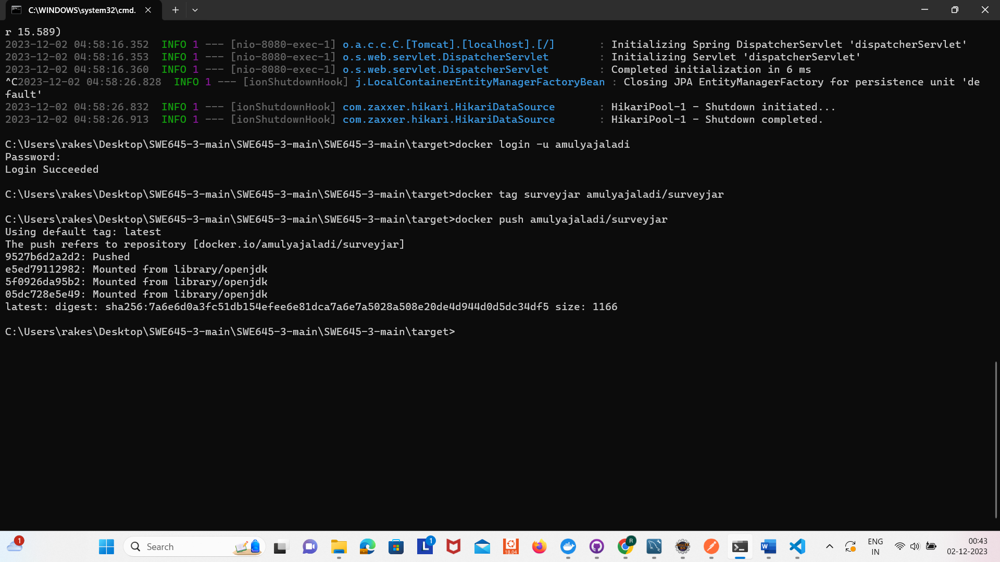 C:\WINDOWS\system32\cmd.
r 15.589)
2023-12-02 04:58:16.352  INFO 1 --- [nio-8080-exec-1] o.a.c.c.C.[Tomcat].[localhost].[/]       : Initializing Spring DispatcherServlet 'dispatcherServlet'
2023-12-02 04:58:16.353  INFO 1 --- [nio-8080-exec-1] o.s.web.servlet.DispatcherServlet        : Initializing Servlet 'dispatcherServlet'
2023-12-02 04:58:16.360  INFO 1 --- [nio-8080-exec-1] o.s.web.servlet.DispatcherServlet        : Completed initialization in 6 ms
^C2023-12-02 04:58:26.828  INFO 1 --- [ionShutdownHook] j.LocalContainerEntityManagerFactoryBean : Closing JPA EntityManagerFactory for persistence unit 'de
fault'
2023-12-02 04:58:26.832  INFO 1 --- [ionShutdownHook] com.zaxxer.hikari.HikariDataSource       : HikariPool-1 - Shutdown initiated...
2023-12-02 04:58:26.913  INFO 1 --- [ionShutdownHook] com.zaxxer.hikari.HikariDataSource       : HikariPool-1 - Shutdown completed.
C:\Users\rakes\Desktop\SWE645-3-main\SWE645-3-main\SWE645-3-main\target>docker login -u amulyajaladi
Password:
Login Succeeded
C:\Users\rakes\Desktop\SWE645-3-main\SWE645-3-main\SWE645-3-main\target>docker tag surveyjar amulyajaladi/surveyjar
C:\Users\rakes\Desktop\SWE645-3-main\SWE645-3-main\SWE645-3-main\target>docker push amulyajaladi/surveyjar
Using default tag: latest
The push refers to repository [docker.io/amulyajaladi/surveyjar]
9527b6d2a2d2: Pushed
e5ed79112982: Mounted from library/openjdk
5f0926da95b2: Mounted from library/openjdk
05dc728e5e49: Mounted from library/openjdk
latest: digest: sha256:7a6e6d0a3fc51db154efee6e81dca7a6e7a5028a508e20de4d944d0d5dc34df5 size: 1166
C:\Users\rakes\Desktop\SWE645-3-main\SWE645-3-main\SWE645-3-main\target>
1
Search
L
1
18.04
R
W
ENG
IN
00:43
02-12-2023